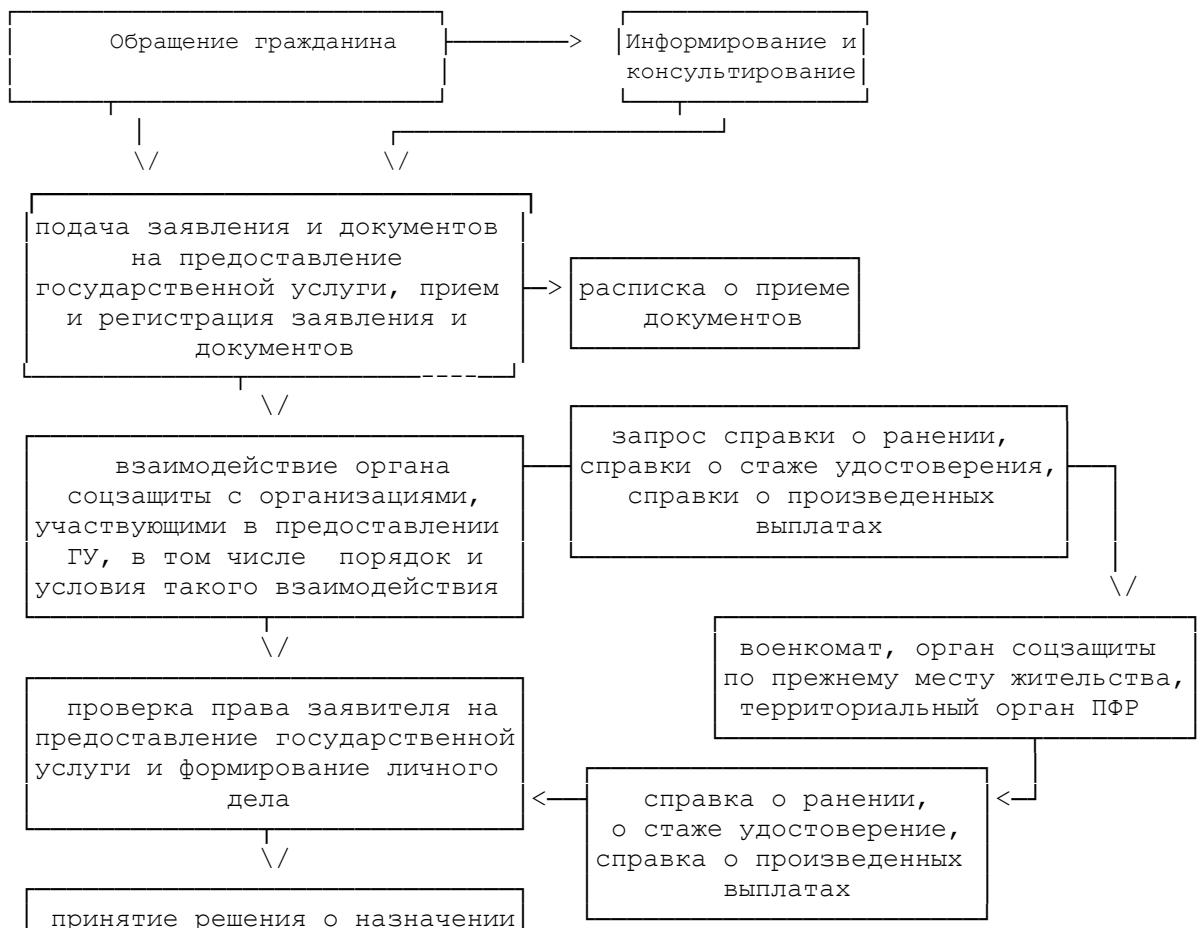 Обращение гражданина
Информирование и
консультирование
подача заявления и документов
на предоставление
государственной услуги, прием
и регистрация заявления и
документов
расписка о приеме
документов
взаимодействие органа
соцзащиты с организациями,
участвующими в предоставлении
ГУ, в том числе порядок и
условия такого взаимодействия
запрос справки о ранении,
справки о стаже удостоверения,
справки о произведенных
выплатах
военкомат, орган соцзащиты
по прежнему месту жительства,
территориальный орган ПФР
проверка права заявителя на
предоставление государственной
услуги и формирование личного
дела
справка о ранении,
о стаже удостоверение,
справка о произведенных
выплатах
принятие решения о назначении